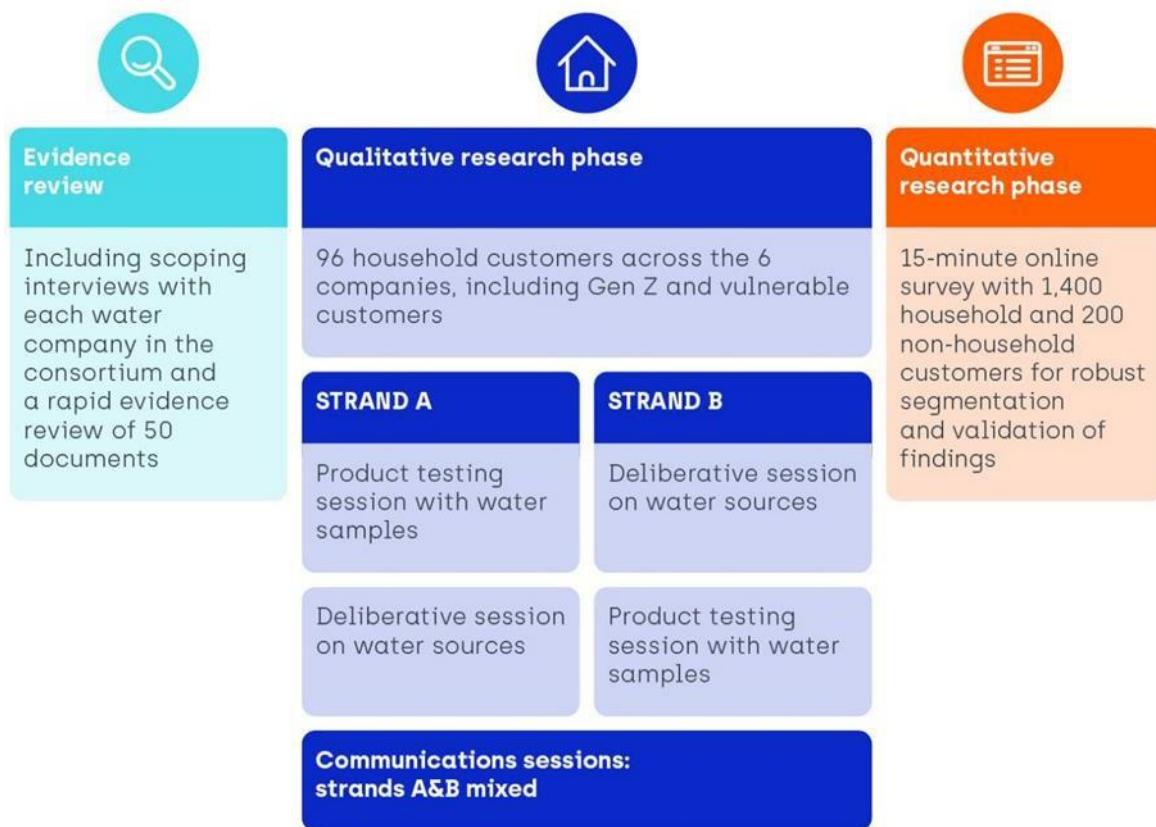 Evidence
review
Including scoping
interviews with
each water
company in the
consortium and
a rapid evidence
review of 50
documents
Qualitative research phase
96 household customers across the 6
companies, including Gen Z and vulnerable
customers
STRAND A
Product testing
session with water
samples
Deliberative session
on water sources
STRAND B
Deliberative session
on water sources
Product testing
session with water
samples
Communications sessions:
strands A&B mixed
Quantitative
research phase
15-minute online
survey with 1,400
household and 200
non-household
customers for robust
segmentation
and validation of
findings